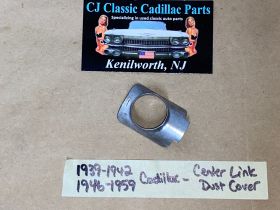 CJ Classic Cadillac Parts
Specializing in used classic auto parts
Kenilworth, NJ
1939-1942 Cadillac - Center Link
1946-1959 Dust Cover